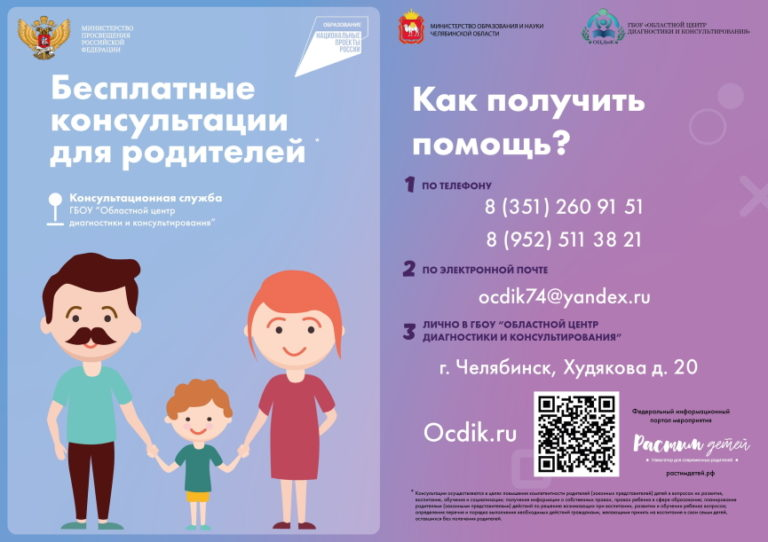 МИНИСТЕРСТВО
ПРОСВЕЩЕНИЯ
РОССИЙСКОЙ
ФЕДЕРАЦИИ
ОБРАЗОВАНИЕ
НАЦИОНАЛЬНЫЕ
ПРОЕКТЫ
РОССИИ
Бесплатные
консультации
для родителей *
Консультационная служба
ГБОУ "Областной центр
диагностики и консультирования"
МИНИСТЕРСТВО ОБРАЗОВАНИЯ И НАУКИ
ЧЕЛЯБИНСКОЙ ОБЛАСТИ
ОЦДиК
ГБОУ «ОБЛАСТНОЙ ЦЕНТР
ДИАГНОСТИКИ И КОНСУЛЬТИРОВАНИЯ»
Как получить
помощь?
1 ПО ТЕЛЕФОНУ
8 (351) 260 91 51
8 (952) 511 38 21
2 ПО ЭЛЕКТРОННОЙ ПОЧТЕ
ocdik74@yandex.ru
3 ЛИЧНО В ГБОУ "ОБЛАСТНОЙ ЦЕНТР
ДИАГНОСТИКИ И КОНСУЛЬТИРОВАНИЯ"
г. Челябинск, Худякова д. 20
Ocdik.ru
Федеральный информационный
портал мероприятия
Растим детей
Навигатор для современных родителей
растимдетей.рф
* Консультации осуществляются в целях повышения компетентности родителей (законных представителей) детей в вопросах их развития,
воспитания, обучения и социализации; получения информации о собственных правах, правах ребенка в сфере образования; планирования
родителями (законными представителями) действий по решению возникающих при воспитании, развитии и обучении ребенка вопросов;
определения перечня и порядка выполнения необходимых действий гражданами, желающими принять на воспитание в свои семьи детей,
оставшихся без попечения родителей.